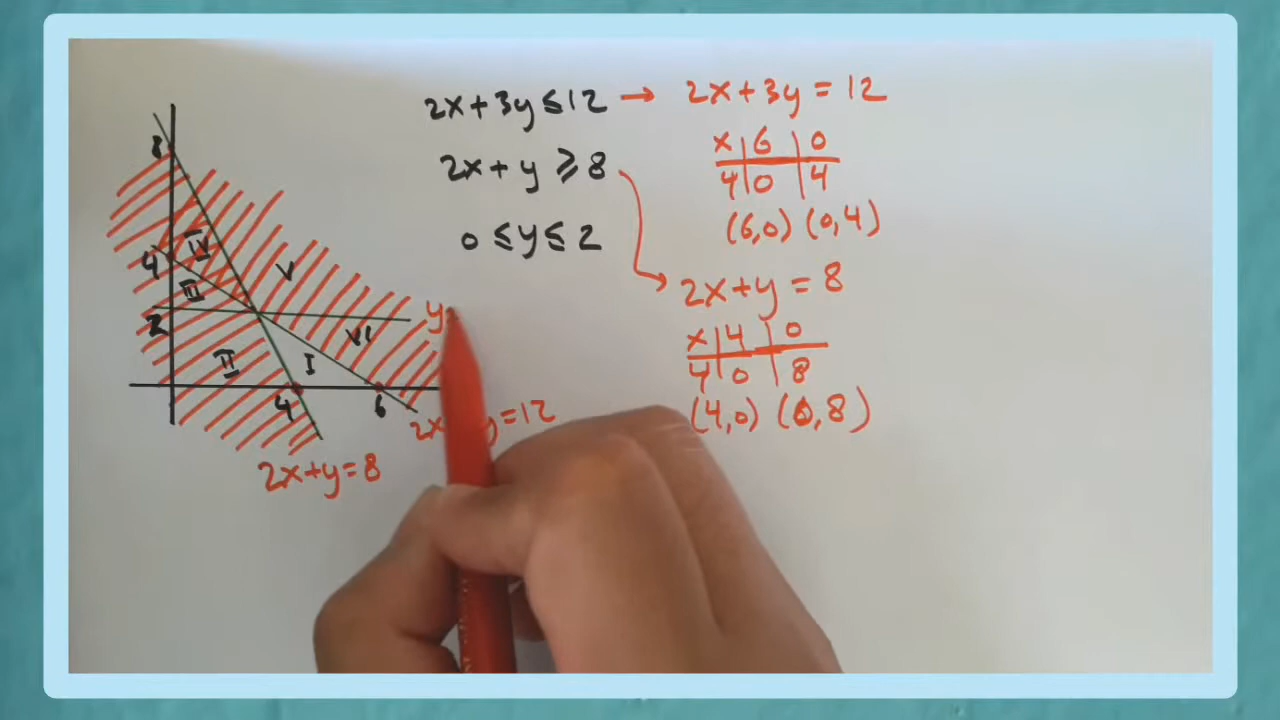 2x+3y≤12 → 2x+3y=12
x 6 0
y 0 4
(6,0) (0,4)
2x+y≥8
0≤y≤2
2x+y=8
x 4 0
y 0 8
(4,0) (0,8)
8
IV
V
4
III
y
2
VI
II
I
4
6
2x y=12
2x+y=8